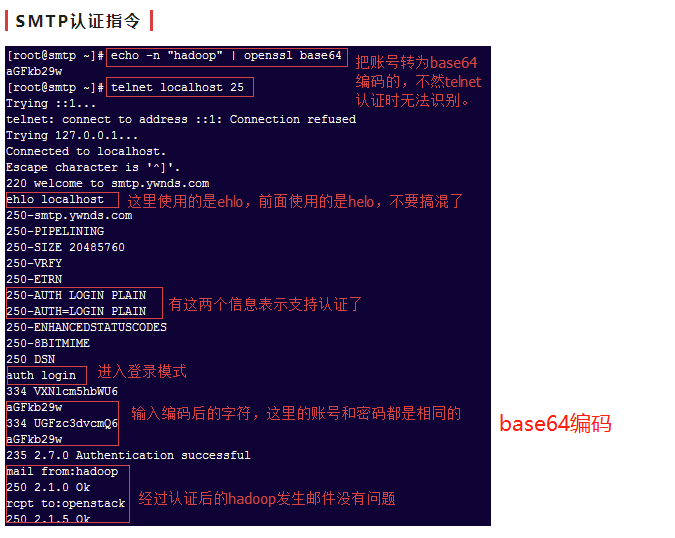 SMTP认证指令
[root@smtp ~]# echo -n "hadoop" | openssl base64
aGFkb29w
把账号转为base64
编码的，不然telnet
认证时无法识别。
[root@smtp ~]# telnet localhost 25
Trying ::1...
telnet: connect to address ::1: Connection refused
Trying 127.0.0.1...
Connected to localhost.
Escape character is '^]'.
220 welcome to smtp.ywnds.com
ehlo localhost 这里使用的是ehlo，前面使用的是helo，不要搞混了
250-smtp.ywnds.com
250-PIPELINING
250-SIZE 20485760
250-VRFY
250-ETRN
250-AUTH LOGIN PLAIN
250-AUTH=LOGIN PLAIN
有这两个信息表示支持认证了
250-ENHANCEDSTATUSCODES
250-8BITMIME
250 DSN
auth login 进入登录模式
334 VXNlcm5hbWU6
aGFkb29w
334 UGFzc3dvcmQ6
aGFkb29w
输入编码后的字符，这里的账号和密码都是相同的
base64编码
235 2.7.0 Authentication successful
mail from:hadoop
250 2.1.0 Ok
rcpt to:openstack
250 2.1.5 Ok
经过认证后的hadoop发生邮件没有问题